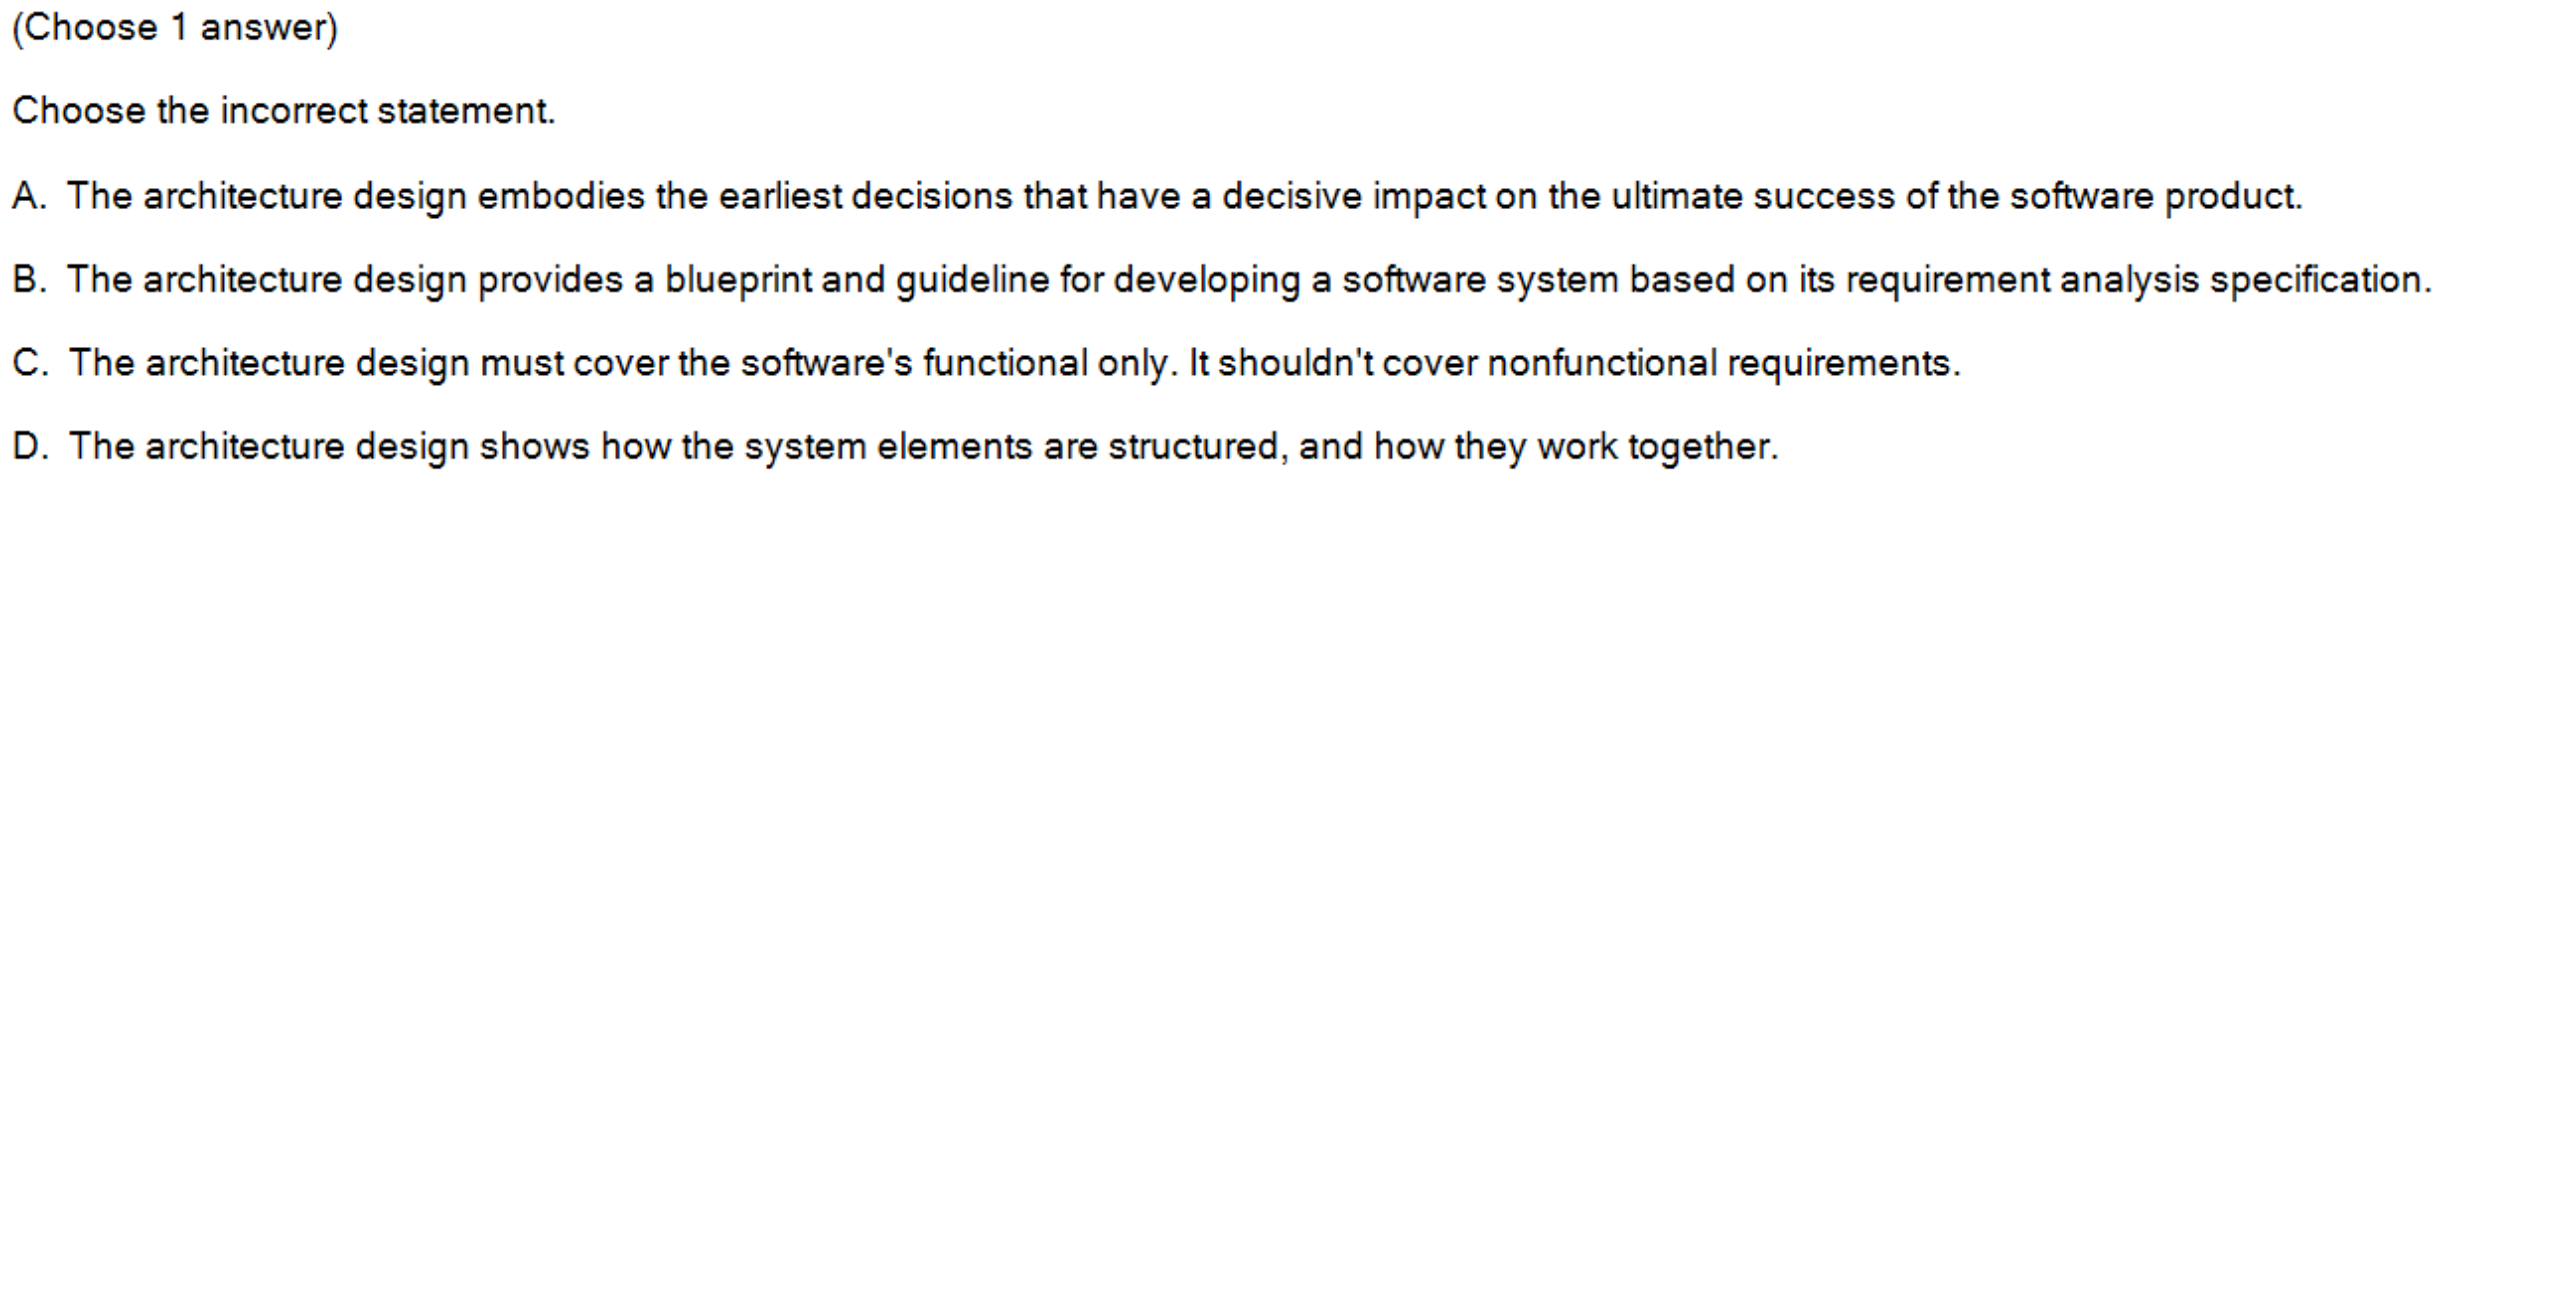 (Choose 1 answer)
Choose the incorrect statement.
A. The architecture design embodies the earliest decisions that have a decisive impact on the ultimate success of the software product.
B. The architecture design provides a blueprint and guideline for developing a software system based on its requirement analysis specification.
C. The architecture design must cover the software's functional only. It shouldn't cover nonfunctional requirements.
D. The architecture design shows how the system elements are structured, and how they work together.